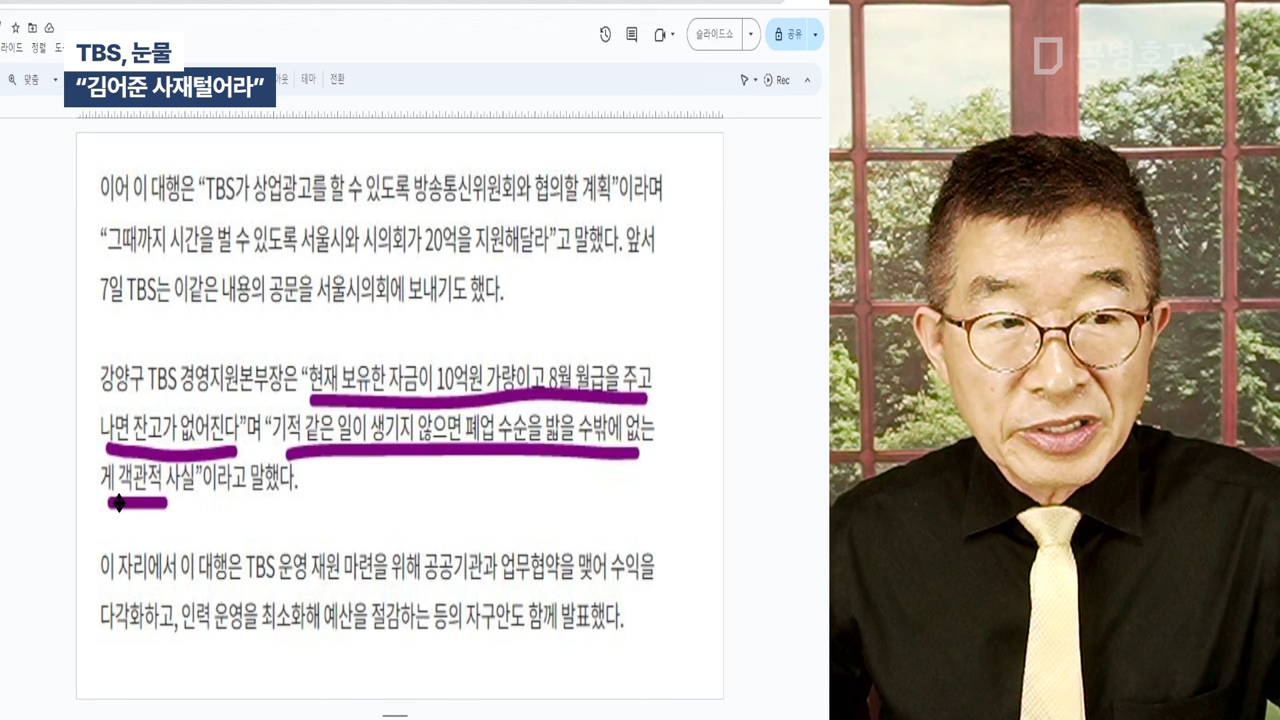 라이드 정렬
TBS, 눈물
“김어준 사재털어라”
슬라이드쇼
공유
맞춤
테마
전환
Rec
공병호TV
이어 이 대행은 “TBS가 상업광고를 할 수 있도록 방송통신위원회와 협의할 계획”이라며
“그때까지 시간을 벌 수 있도록 서울시와 시의회가 20억을 지원해달라”고 말했다. 앞서
7일 TBS는 이같은 내용의 공문을 서울시의회에 보내기도 했다.
강양구 TBS 경영지원본부장은 “현재 보유한 자금이 10억원 가량이고 8월 월급을 주고
나면 잔고가 없어진다”며 “기적 같은 일이 생기지 않으면 폐업 수순을 밟을 수밖에 없는
게 객관적 사실”이라고 말했다.
이 자리에서 이 대행은 TBS 운영 재원 마련을 위해 공공기관과 업무협약을 맺어 수익을
다각화하고, 인력 운영을 최소화해 예산을 절감하는 등의 자구안도 함께 발표했다.